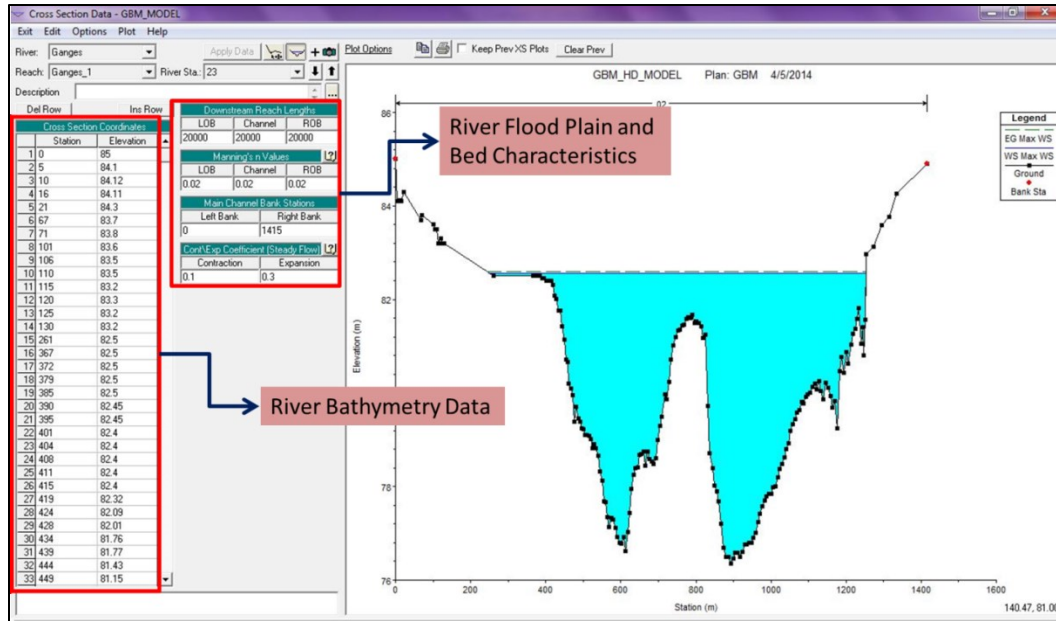 Cross Section Data - GBM_MODEL
Exit Edit Options Plot Help
River: Ganges Apply Data Plot Options Keep Prev XS Plots Clear Prev
Reach: Ganges_1 River Sta.: 23
Description ...
Del Row Ins Row
Cross Section Coordinates
Station Elevation
1 0 85
2 5 84.1
3 10 84.12
4 16 84.11
5 21 84.3
6 67 83.7
7 71 83.8
8 101 83.6
9 106 83.5
10 110 83.5
11 115 83.2
12 120 83.3
13 125 83.2
14 130 83.2
15 261 82.5
16 367 82.5
17 372 82.5
18 379 82.5
19 385 82.5
20 390 82.45
21 395 82.45
22 401 82.4
23 404 82.4
24 408 82.4
25 411 82.4
26 415 82.4
27 419 82.32
28 424 82.09
29 428 82.01
30 434 81.76
31 439 81.77
32 444 81.43
33 449 81.15
Downstream Reach Lengths
LOB Channel ROB
20000 20000 20000
Manning's n Values ?
LOB Channel ROB
0.02 0.02 0.02
Main Channel Bank Stations
Left Bank Right Bank
0 1415
Cont\Exp Coefficient (Steady Flow) ?
Contraction Expansion
0.1 0.3
River Flood Plain and
Bed Characteristics
River Bathymetry Data
GBM_HD_MODEL Plan: GBM 4/5/2014
.02
Legend
EG Max WS
WS Max WS
Ground
Bank Sta
Elevation (m)
86
84
82
78
76
0 200 400 600 800 1000 1200 1400 1600
Station (m)
140.47, 81.00